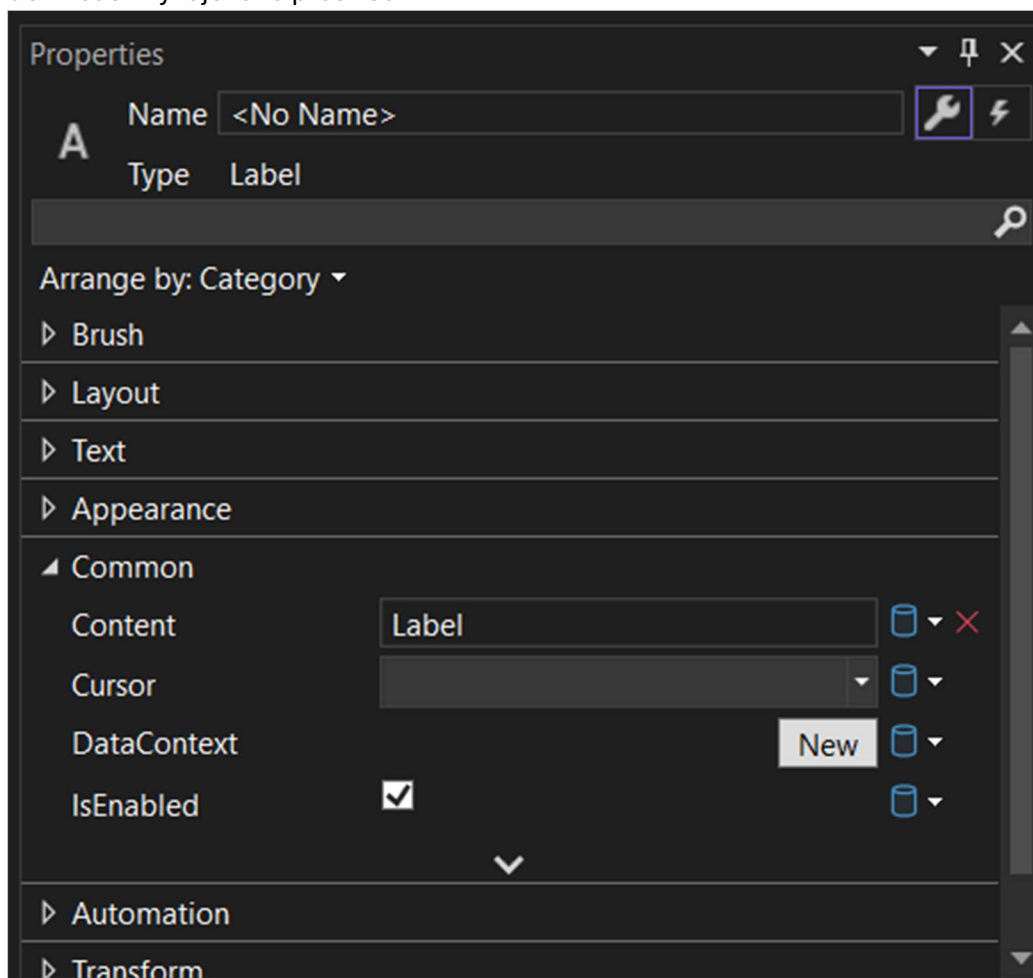 Properties
Name <No Name>
A
Type Label
Arrange by: Category
Brush
Layout
Text
Appearance
Common
Content Label
Cursor
DataContext New
IsEnabled
Automation
Transform